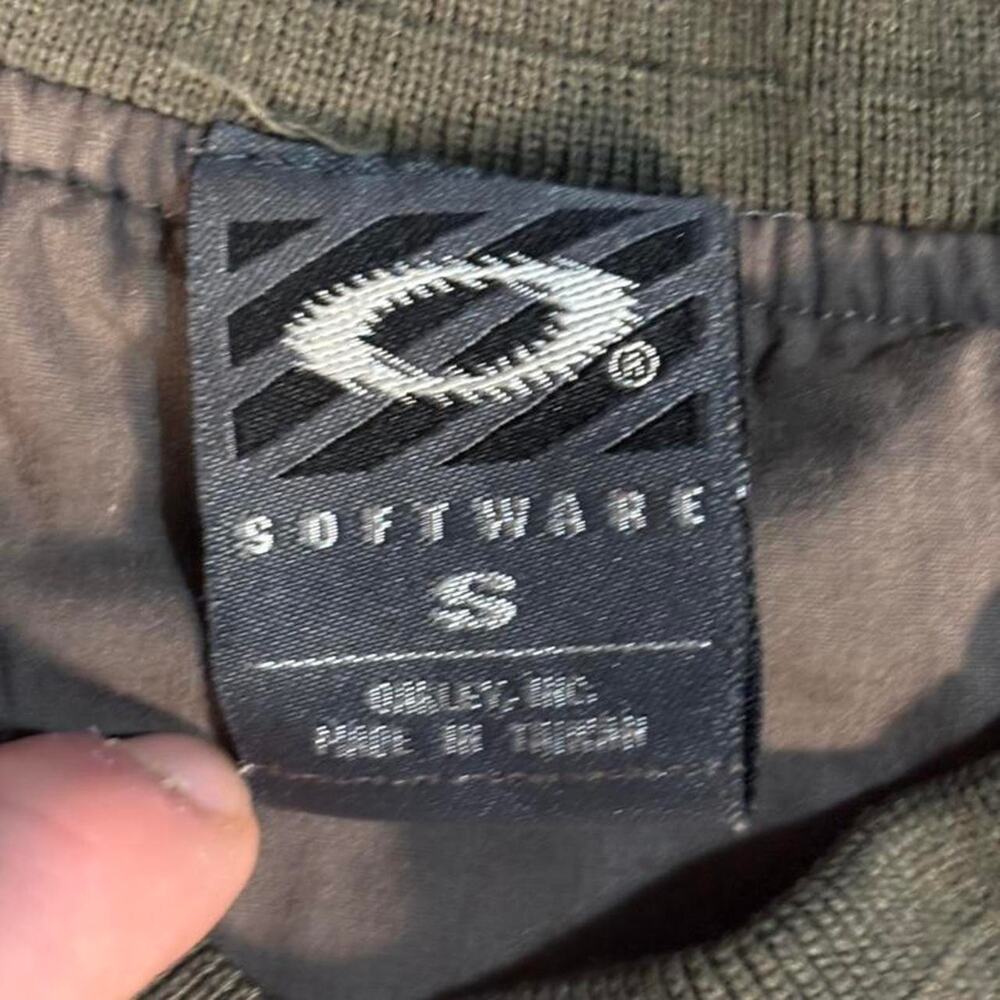 ®
SOFTWARE
S
OAKLEY, INC.
MADE IN TAIWAN